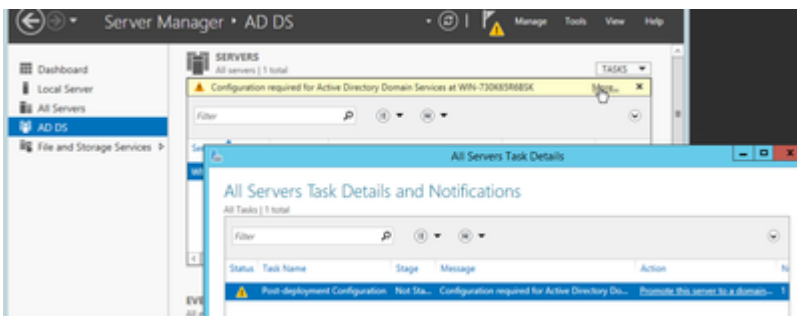 Server Manager • AD DS
Manage Tools View Help
Dashboard
Local Server
All Servers
AD DS
File and Storage Services
SERVERS
All servers | 1 total
TASKS
Configuration required for Active Directory Domain Services at
More...
Filter
All Servers Task Details
All Servers Task Details and Notifications
All Tasks | 1 total
Filter
Status Task Name Stage Message Action
Post-deployment Configuration Not Sta... Configuration required for Active Directory Do... Promote this server to a domain... 1